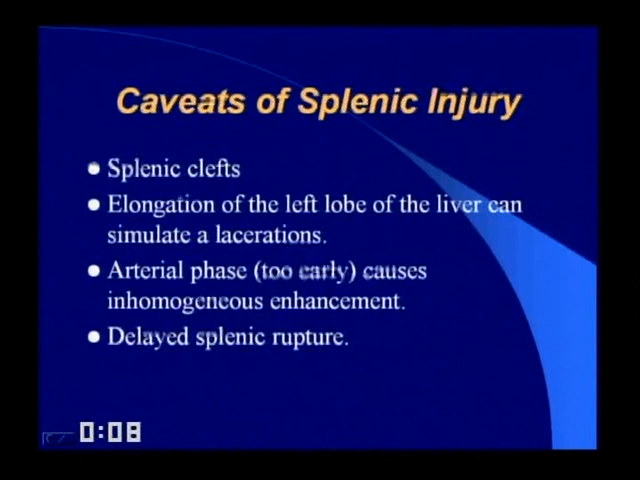 Caveats of Splenic Injury
● Splenic clefts
● Elongation of the left lobe of the liver can
simulate a lacerations.
● Arterial phase (too early) causes
inhomogeneous enhancement.
● Delayed splenic rupture.
0:08